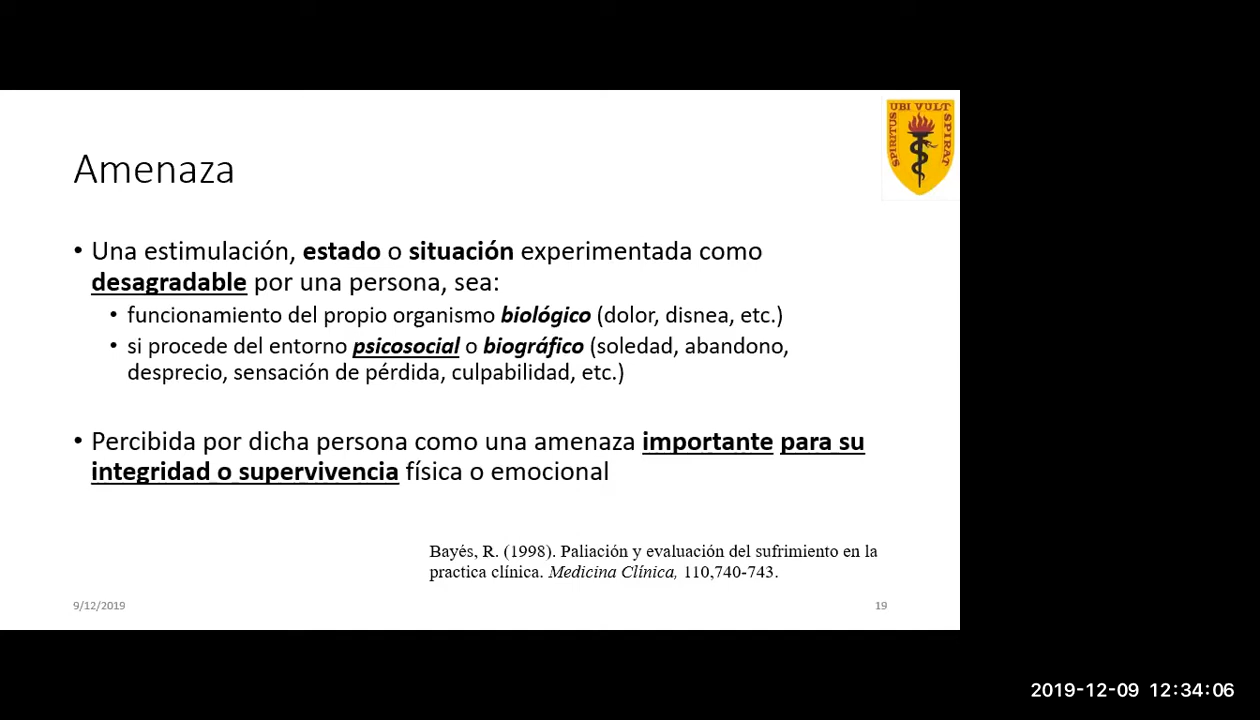 SPIRITUS UBI VULT SPIRAT
Amenaza
• Una estimulación, estado o situación experimentada como
desagradable por una persona, sea:
• funcionamiento del propio organismo biológico (dolor, disnea, etc.)
• si procede del entorno psicosocial o biográfico (soledad, abandono,
desprecio, sensación de pérdida, culpabilidad, etc.)
• Percibida por dicha persona como una amenaza importante para su
integridad o supervivencia física o emocional
Bayés, R. (1998). Paliación y evaluación del sufrimiento en la
practica clínica. Medicina Clínica, 110,740-743.
9/12/2019
19
2019-12-09 12:34:06